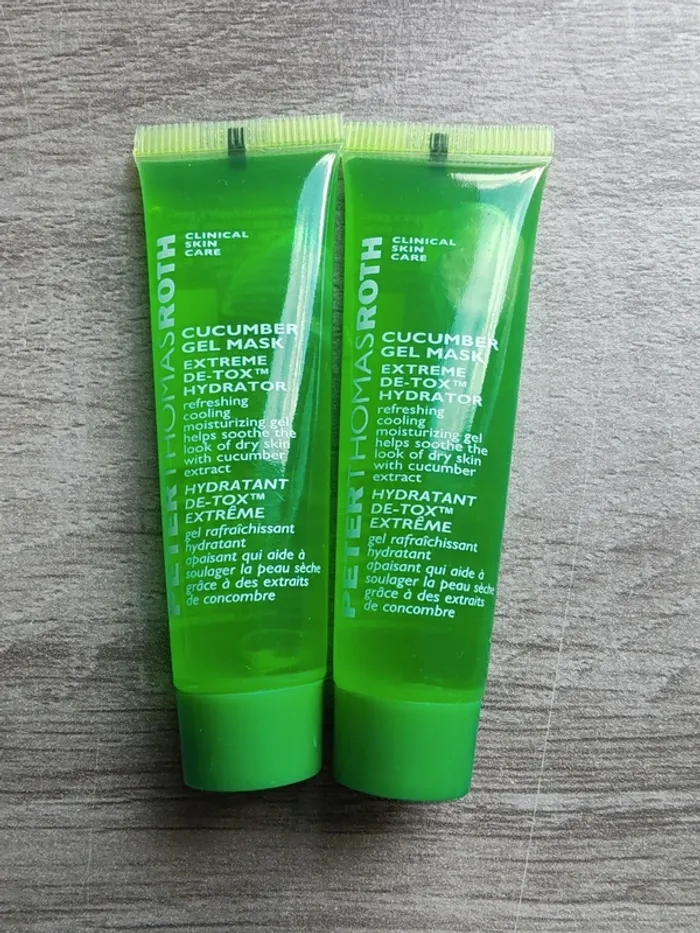 PETER THOMAS ROTH
CLINICAL
SKIN
CARE
CUCUMBER
GEL MASK
EXTREME
DE-TOX™
HYDRATOR
refreshing
cooling
moisturizing gel
helps soothe the
look of dry skin
with cucumber
extract
HYDRATANT
DE-TOX™
EXTRÊME
gel rafraîchissant
hydratant
apaisant qui aide à
soulager la peau sèche
grâce à des extraits
de concombre
PETER THOMAS ROTH
CLINICAL
SKIN
CARE
CUCUMBER
GEL MASK
EXTREME
DE-TOX™
HYDRATOR
refreshing
cooling
moisturizing gel
helps soothe the
look of dry skin
with cucumber
extract
HYDRATANT
DE-TOX™
EXTRÊME
gel rafraîchissant
hydratant
apaisant qui aide à
soulager la peau sèche
grâce à des extraits
de concombre